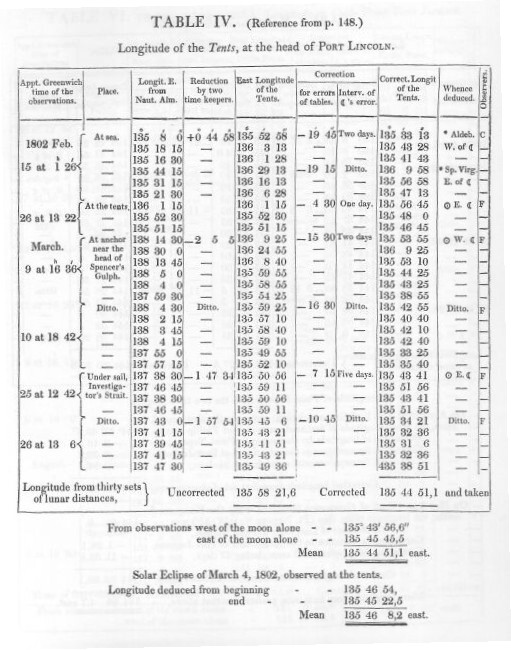 TABLE IV. (Reference from p. 148.)
Longitude of the Tents, at the head of PORT LINCOLN.
Appt. Greenwich time of the observations. Place. Longit. E. from Naut. Alm. Reduction by two time keepers. East Longitude of the Tents. Correction for errors of tables. Interv. of ☾'s error. Correct. Longit of the Tents. Whence deduced. Observers.
1802 Feb. At sea. 135 8 0 +0 44 58 135 52 58 −19 45 Two days. 135 33 13 * Aldeb. C
— 135 18 15 — 136 3 13 — — 135 43 28 W. of ☾
15 at 1 26 — 135 16 30 — 136 1 28 — — 135 41 43
— 135 44 15 — 136 29 13 −19 15 Ditto. 136 9 58 * Sp. Virg.
— 135 31 15 — 136 16 13 — — 135 56 58 E. of ☾
— 135 21 30 — 136 6 28 — — 135 47 13
At the tents. 136 1 15 — 136 1 15 − 4 30 One day. 135 56 45 ⊙ E. ☾ F
26 at 13 22 — 135 52 30 — 135 52 30 — — 135 48 0
— 135 51 15 — 135 51 15 — — 135 46 45
March. At anchor 138 14 30 −2 5 5 136 9 25 −15 30 Two days 135 53 55 ⊙ W. ☾ F
near the 138 30 0 — 136 24 55 — — 136 9 25
head of 138 13 45 — 136 8 40 — — 135 53 10
9 at 16 36 Spencer's 138 5 0 — 135 59 55 — — 135 44 25
Gulph. 138 4 0 — 135 58 55 — — 135 43 25
— 137 59 30 — 135 54 25 — — 135 38 55
Ditto. 138 4 30 Ditto. 135 59 25 −16 30 Ditto. 135 42 55 Ditto. F
— 138 2 15 — 135 57 10 — — 135 40 40
10 at 18 42 — 138 3 45 — 135 58 40 — — 135 42 10
— 138 4 15 — 135 59 10 — — 135 42 40
— 137 55 0 — 135 49 55 — — 135 33 25
— 137 57 15 — 135 52 10 — — 135 35 40
Under sail, 137 38 30 −1 47 34 135 50 56 − 7 15 Five days. 135 43 41 ⊙ E. ☾ F
25 at 12 42 Investiga- 137 46 45 — 135 59 11 — — 135 51 56
tor's Strait. 137 38 30 — 135 50 56 — — 135 43 41
— 137 46 45 — 135 59 11 — — 135 51 56
Ditto. 137 43 0 −1 57 54 135 45 6 −10 45 Ditto. 135 34 21 Ditto. F
— 137 41 15 — 135 43 21 — — 135 32 36
26 at 13 6 — 137 39 45 — 135 41 51 — — 135 31 6
— 137 41 15 — 135 43 21 — — 135 32 36
— 137 47 30 — 135 49 36 — — 435 38 51
Longitude from thirty sets of lunar distances, } Uncorrected 135 58 21,6 Corrected 135 44 51,1 and taken
From observations west of the moon alone - - 135° 43' 56,6"
east of the moon alone - - 135 45 45,5
Mean 135 44 51,1 east.
Solar Eclipse of March 4, 1802, observed at the tents.
Longitude deduced from beginning - - 135 46 54,
end - - - 135 45 22,5
Mean 135 46 8,2 east.